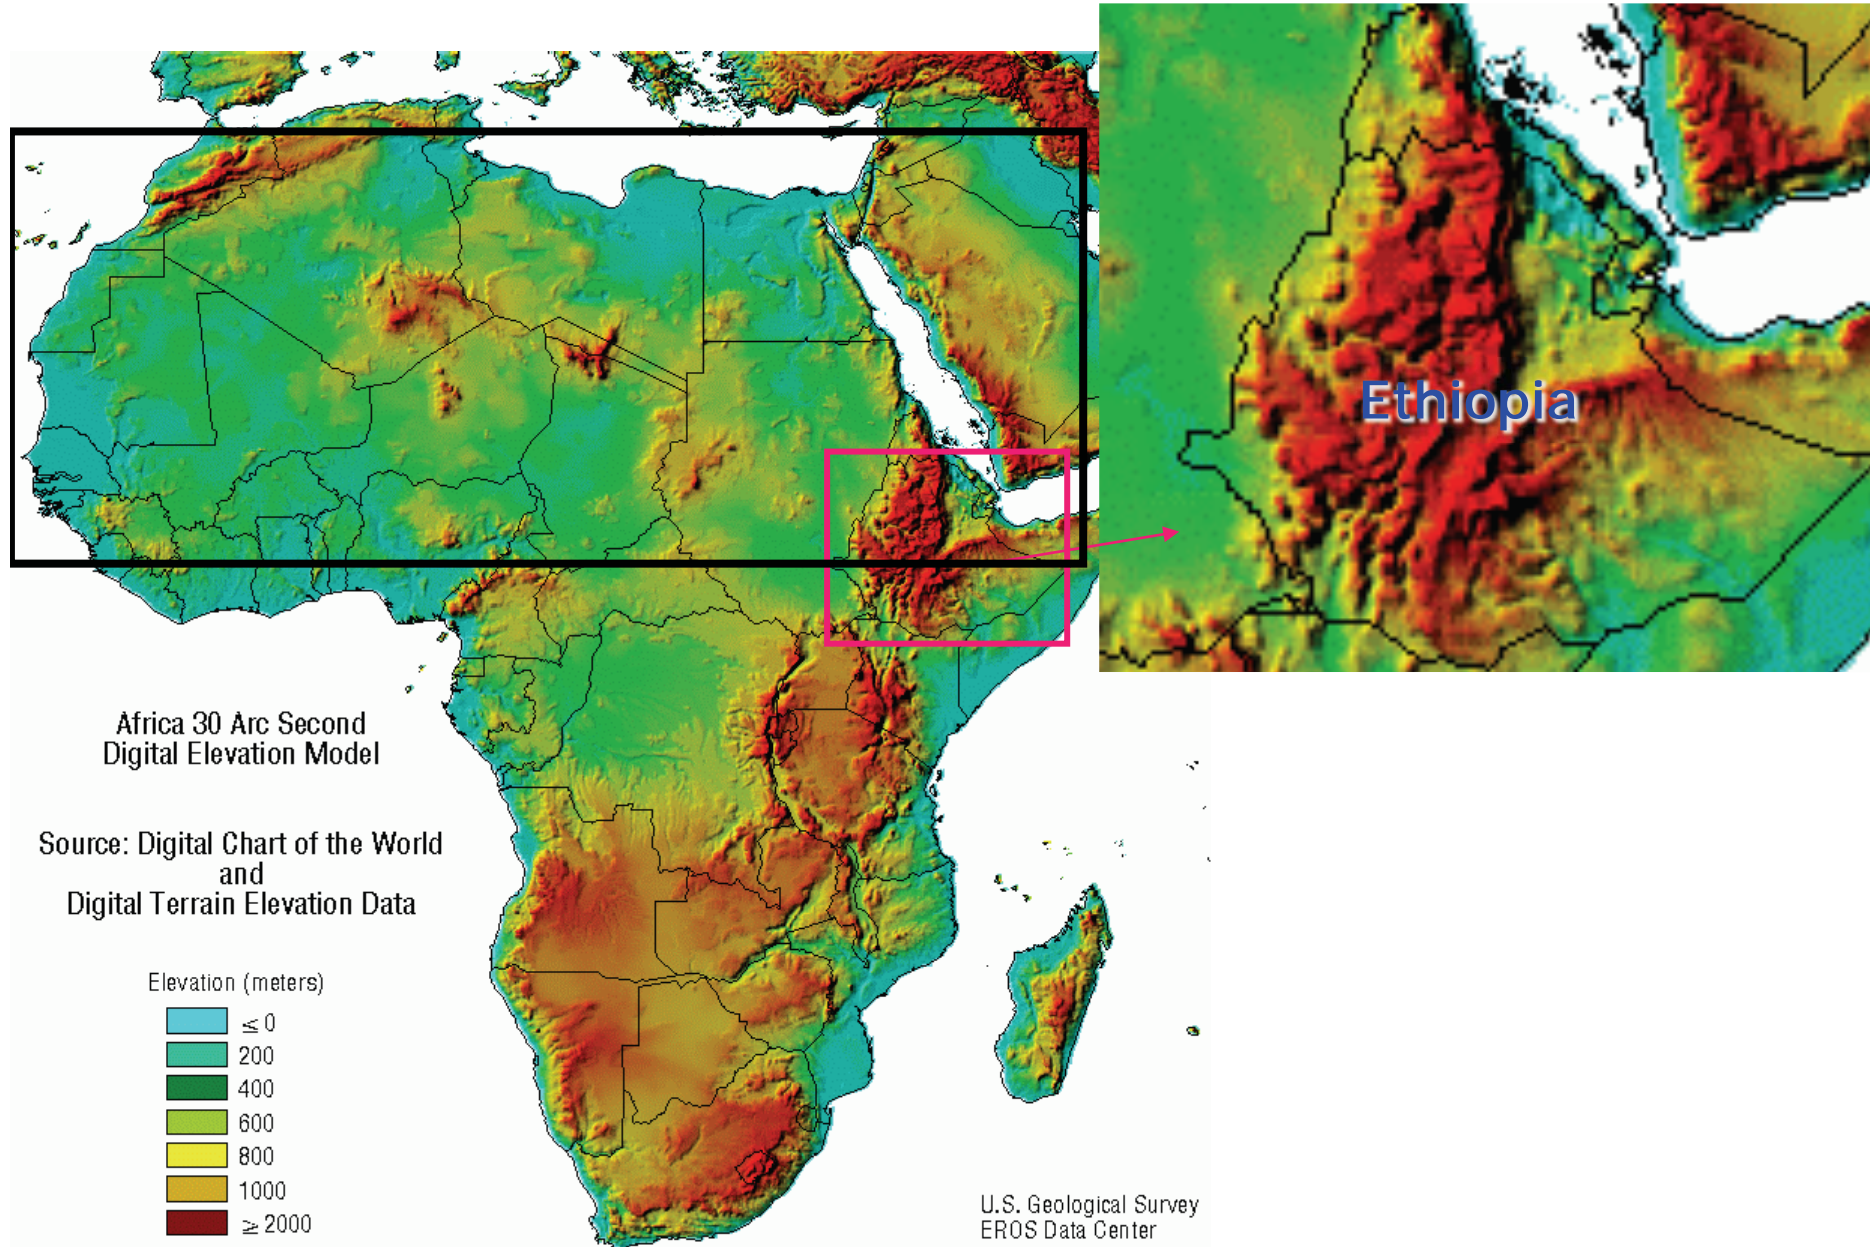 Ethiopia
Africa 30 Arc Second
Digital Elevation Model
Source: Digital Chart of the World
and
Digital Terrain Elevation Data
Elevation (meters)
≤ 0
200
400
600
800
1000
≥ 2000
U.S. Geological Survey
EROS Data Center